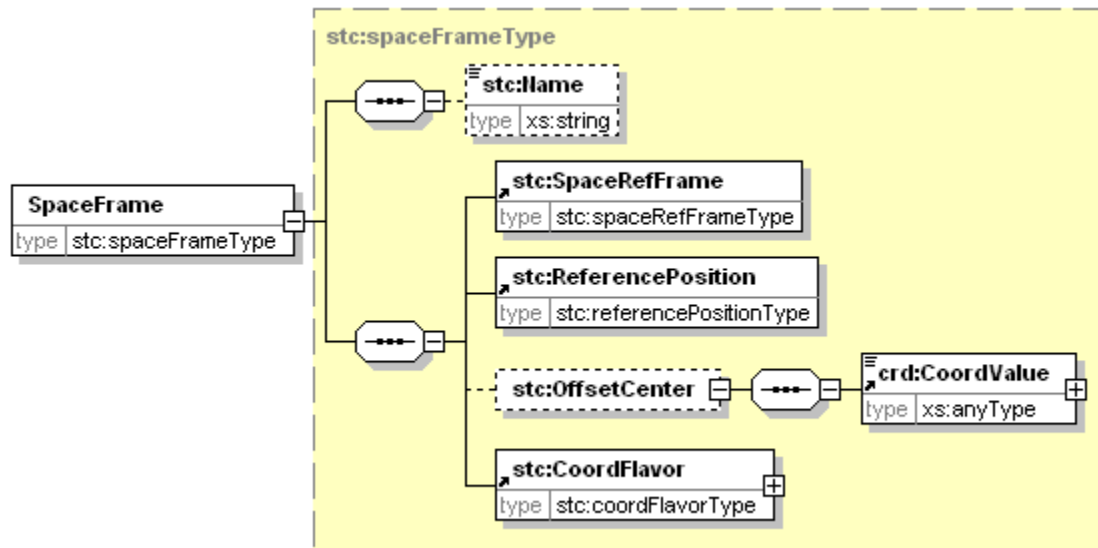 stc:spaceFrameType
stc:Name
type xs:string
SpaceFrame
type stc:spaceFrameType
stc:SpaceRefFrame
type stc:spaceRefFrameType
stc:ReferencePosition
type stc:referencePositionType
stc:OffsetCenter
crd:CoordValue
type xs:anyType
stc:CoordFlavor
type stc:coordFlavorType